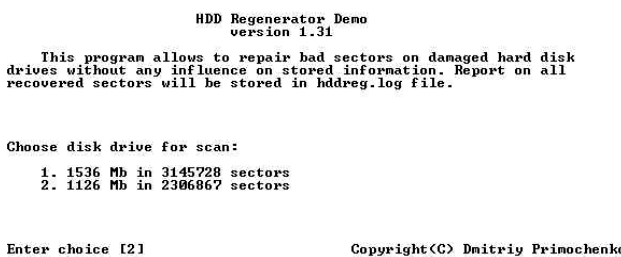 HDD Regenerator Demo
version 1.31
This program allows to repair bad sectors on damaged hard disk
drives without any influence on stored information. Report on all
recovered sectors will be stored in hddreg.log file.
Choose disk drive for scan:
1. 1536 Mb in 3145728 sectors
2. 1126 Mb in 2306867 sectors
Enter choice [2]
Copyright(C) Dmitriy Primochenko